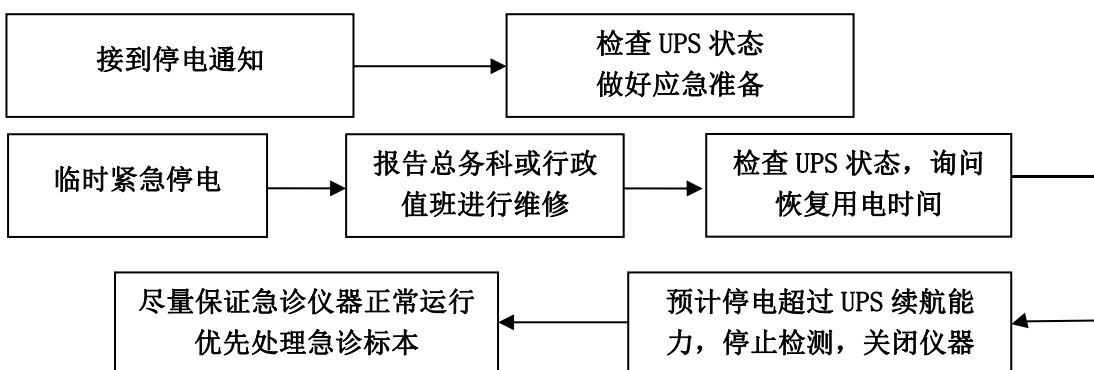 接到停电通知
检查 UPS 状态
做好应急准备
临时紧急停电
报告总务科或行政
值班进行维修
检查 UPS 状态，询问
恢复用电时间
预计停电超过 UPS 续航能
力，停止检测，关闭仪器
尽量保证急诊仪器正常运行
优先处理急诊标本